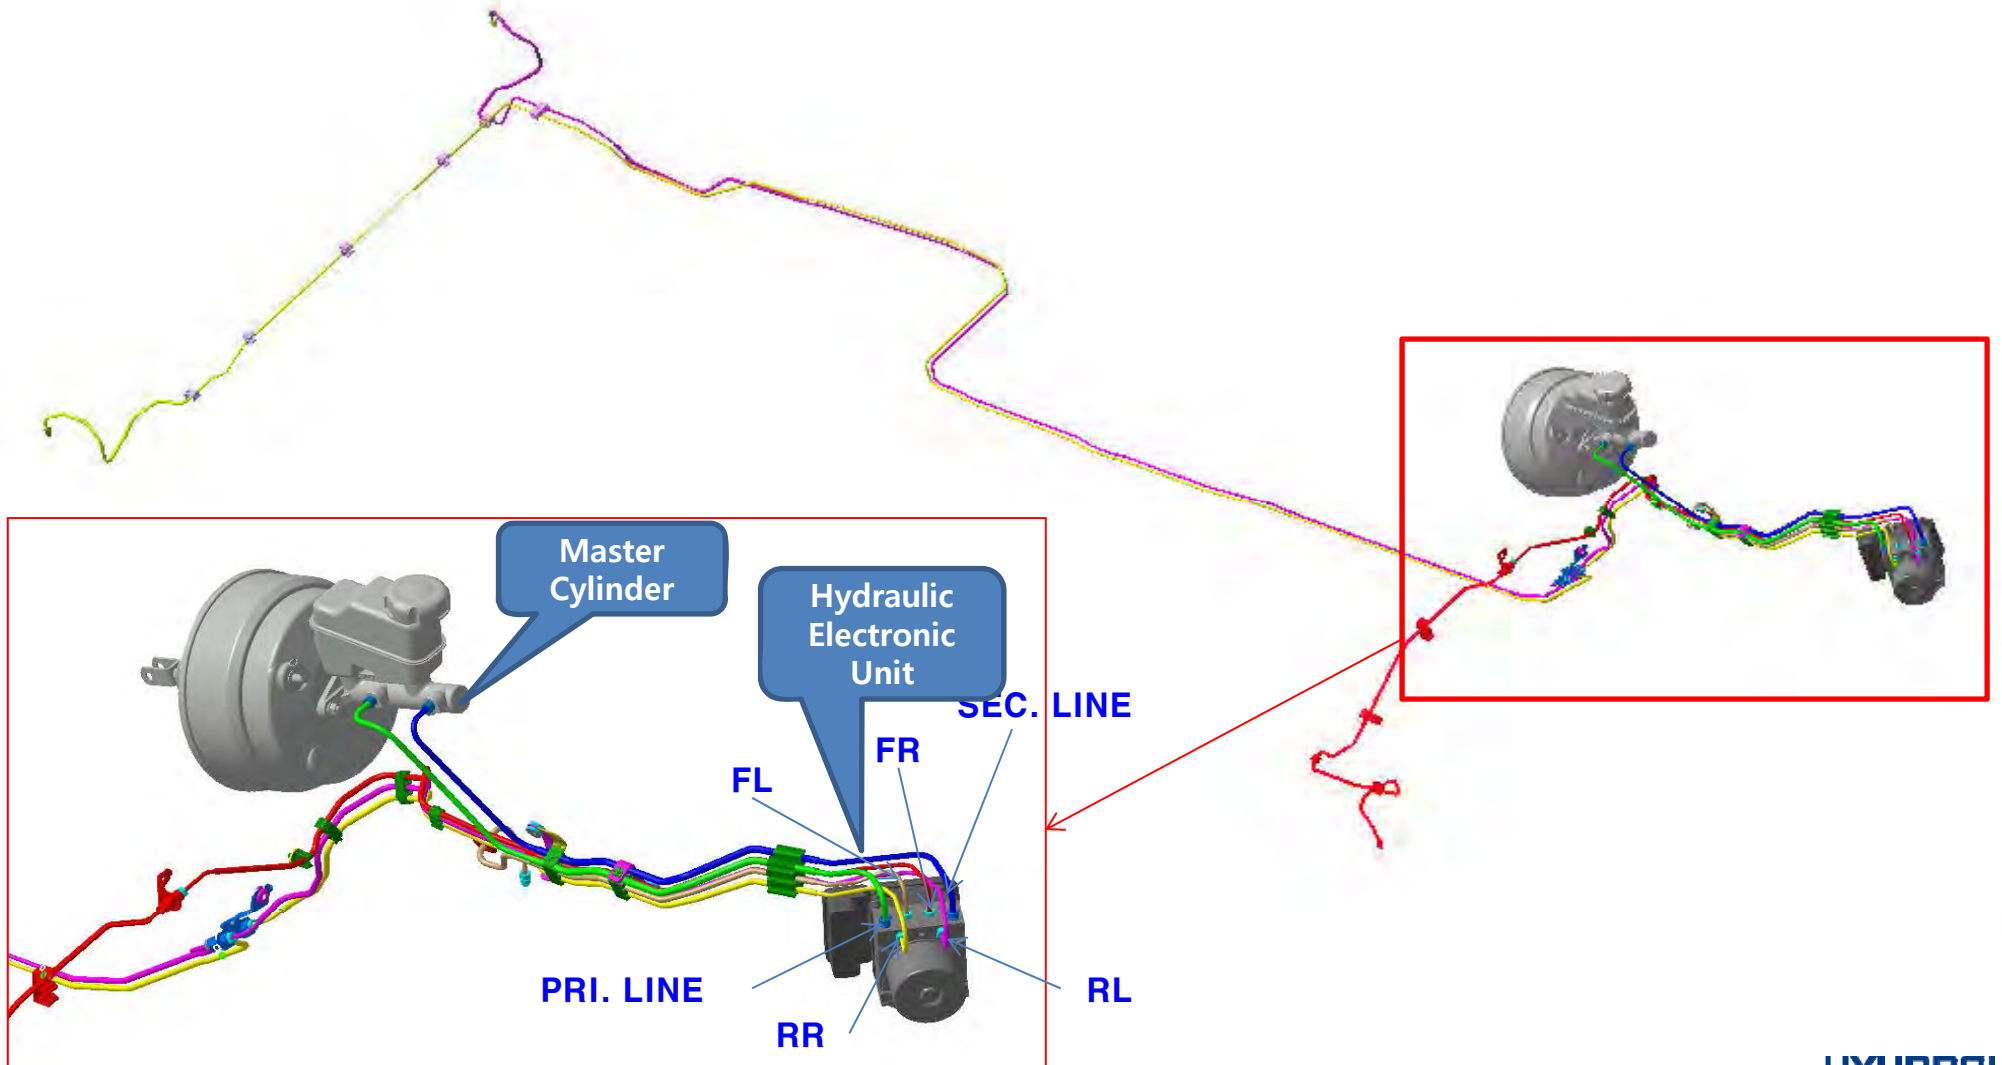 Master
Cylinder
Hydraulic
Electronic
Unit
SEC. LINE
FR
FL
PRI. LINE
RL
RR